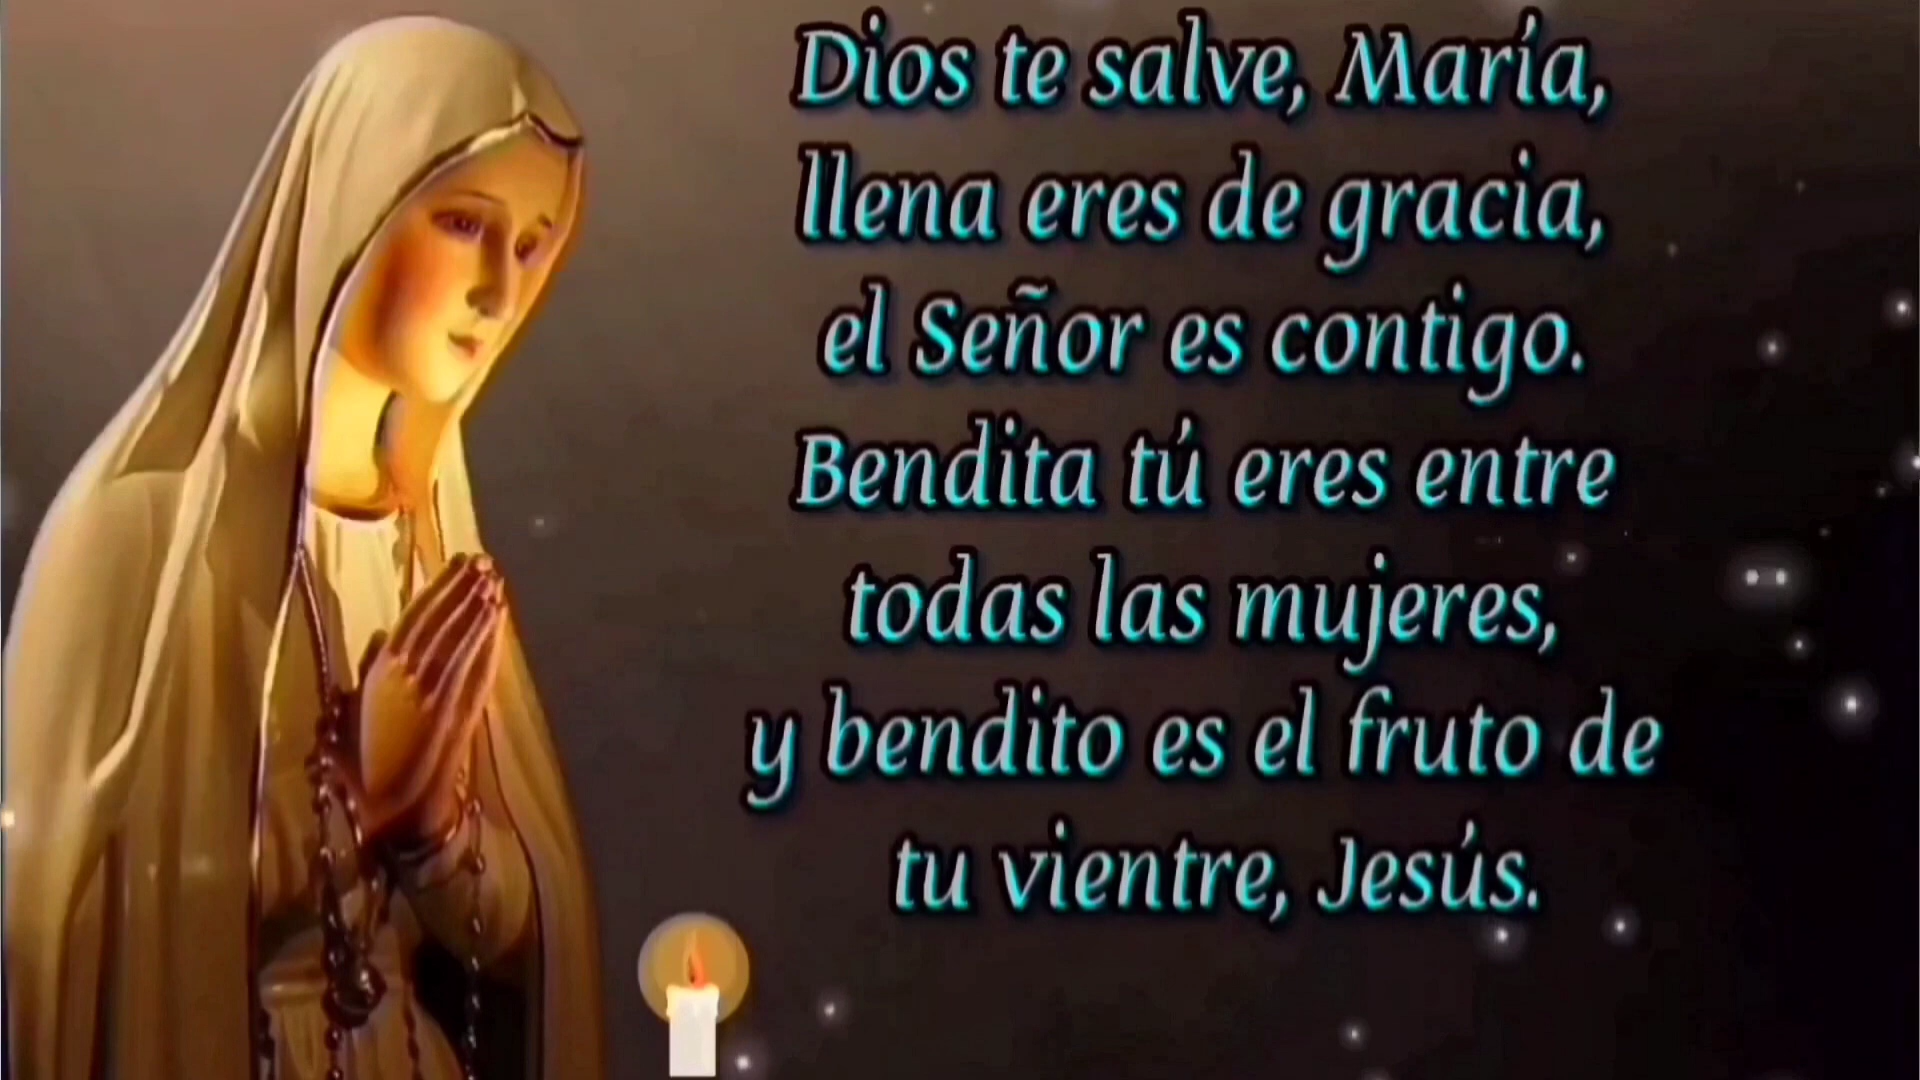 Dios te salve, María,
llena eres de gracia,
el Señor es contigo.
Bendita tú eres entre
todas las mujeres,
y bendito es el fruto de
tu vientre, Jesús.